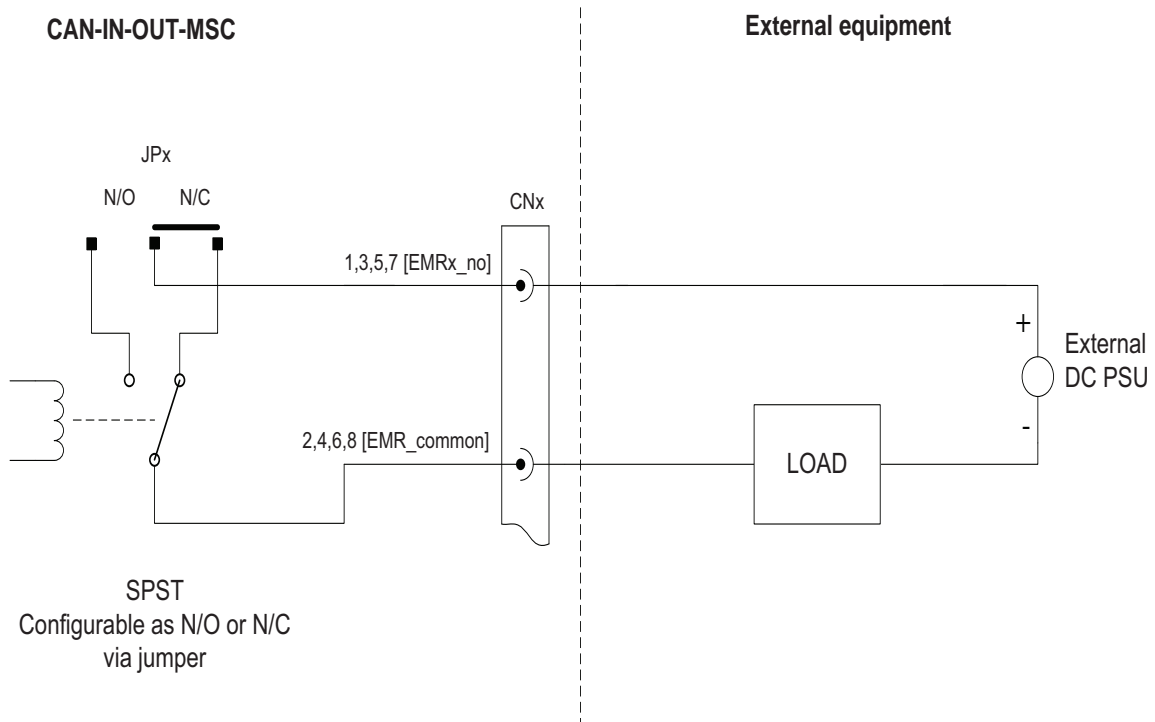 CAN-IN-OUT-MSC
External equipment
JPx
N/O
N/C
CNx
1,3,5,7 [EMRx_no]
+
External
DC PSU
-
2,4,6,8 [EMR_common]
LOAD
SPST
Configurable as N/O or N/C
via jumper